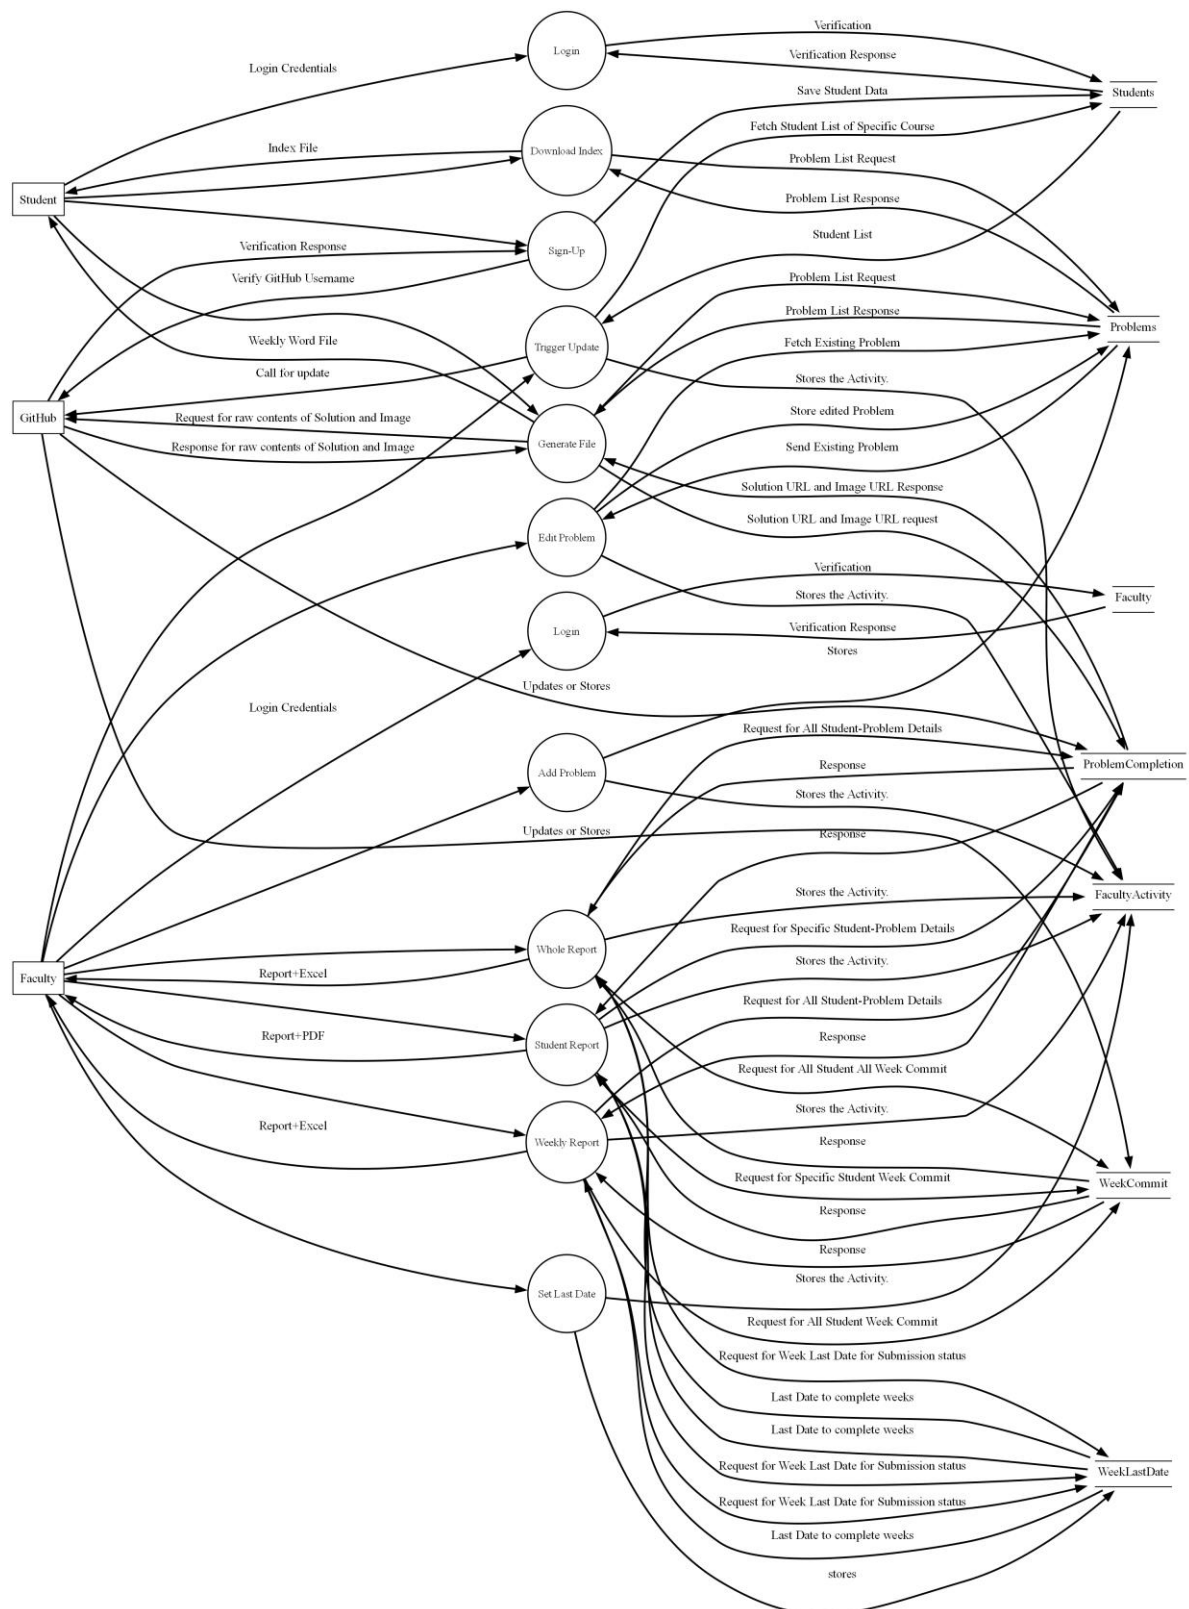 Login
Verification
Verification Response
Login Credentials
Students
Save Student Data
Fetch Student List of Specific Course
Index File
Download Index
Problem List Request
Student
Problem List Response
Student List
Verification Response
Sign-Up
Verify GitHub Username
Problem List Request
Problem List Response
Problems
Weekly Word File
Trigger Update
Fetch Existing Problem
Call for update
Stores the Activity.
GitHub
Request for raw contents of Solution and Image
Store edited Problem
Response for raw contents of Solution and Image
Generate File
Send Existing Problem
Solution URL and Image URL Response
Solution URL and Image URL request
Edit Problem
Verification
Stores the Activity.
Faculty
Login
Verification Response
Stores
Updates or Stores
Login Credentials
Request for All Student-Problem Details
Add Problem
Response
ProblemCompletion
Stores the Activity.
Updates or Stores
Response
Stores the Activity.
FacultyActivity
Request for Specific Student-Problem Details
Whole Report
Stores the Activity.
Faculty
Report+Excel
Request for All Student-Problem Details
Report+PDF
Student Report
Response
Request for All Student All Week Commit
Stores the Activity.
Report+Excel
Weekly Report
Response
Request for Specific Student Week Commit
WeekCommit
Response
Response
Stores the Activity.
Set Last Date
Request for All Student Week Commit
Request for Week Last Date for Submission status
Last Date to complete weeks
Last Date to complete weeks
Request for Week Last Date for Submission status
WeekLastDate
Request for Week Last Date for Submission status
Last Date to complete weeks
stores